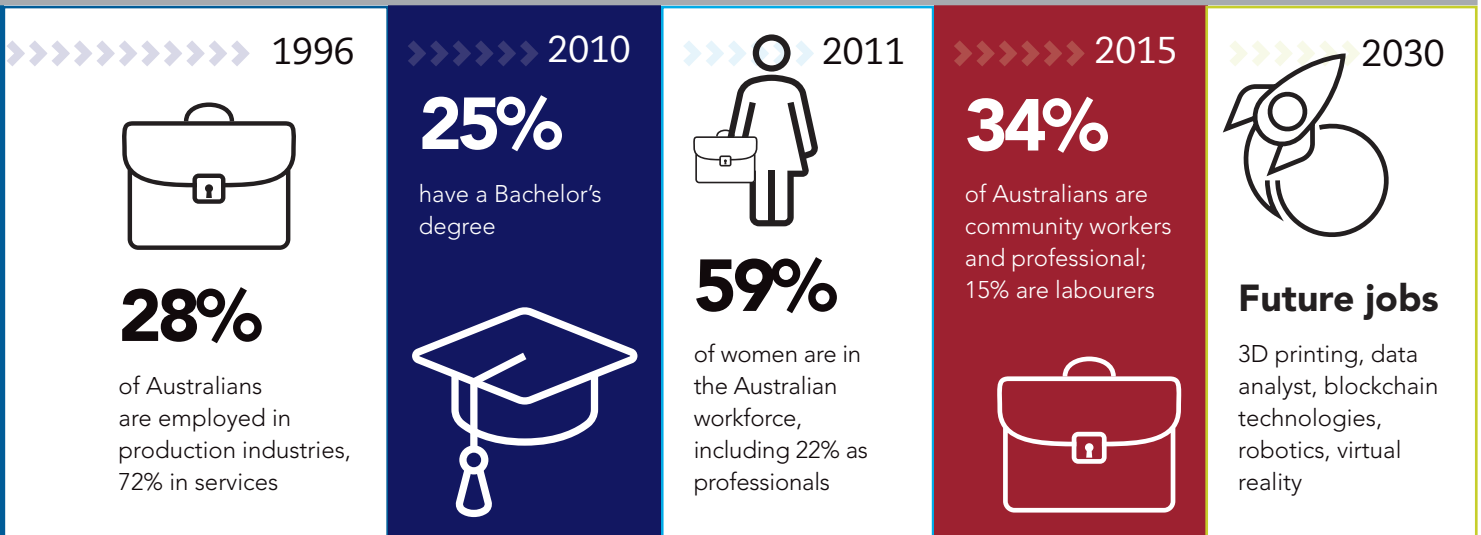 1996
28%
of Australians
are employed in
production industries,
72% in services
2010
25%
have a Bachelor's
degree
2011
59%
of women are in
the Australian
workforce,
including 22% as
professionals
2015
34%
of Australians are
community workers
and professional;
15% are labourers
2030
Future jobs
3D printing, data
analyst, blockchain
technologies,
robotics, virtual
reality